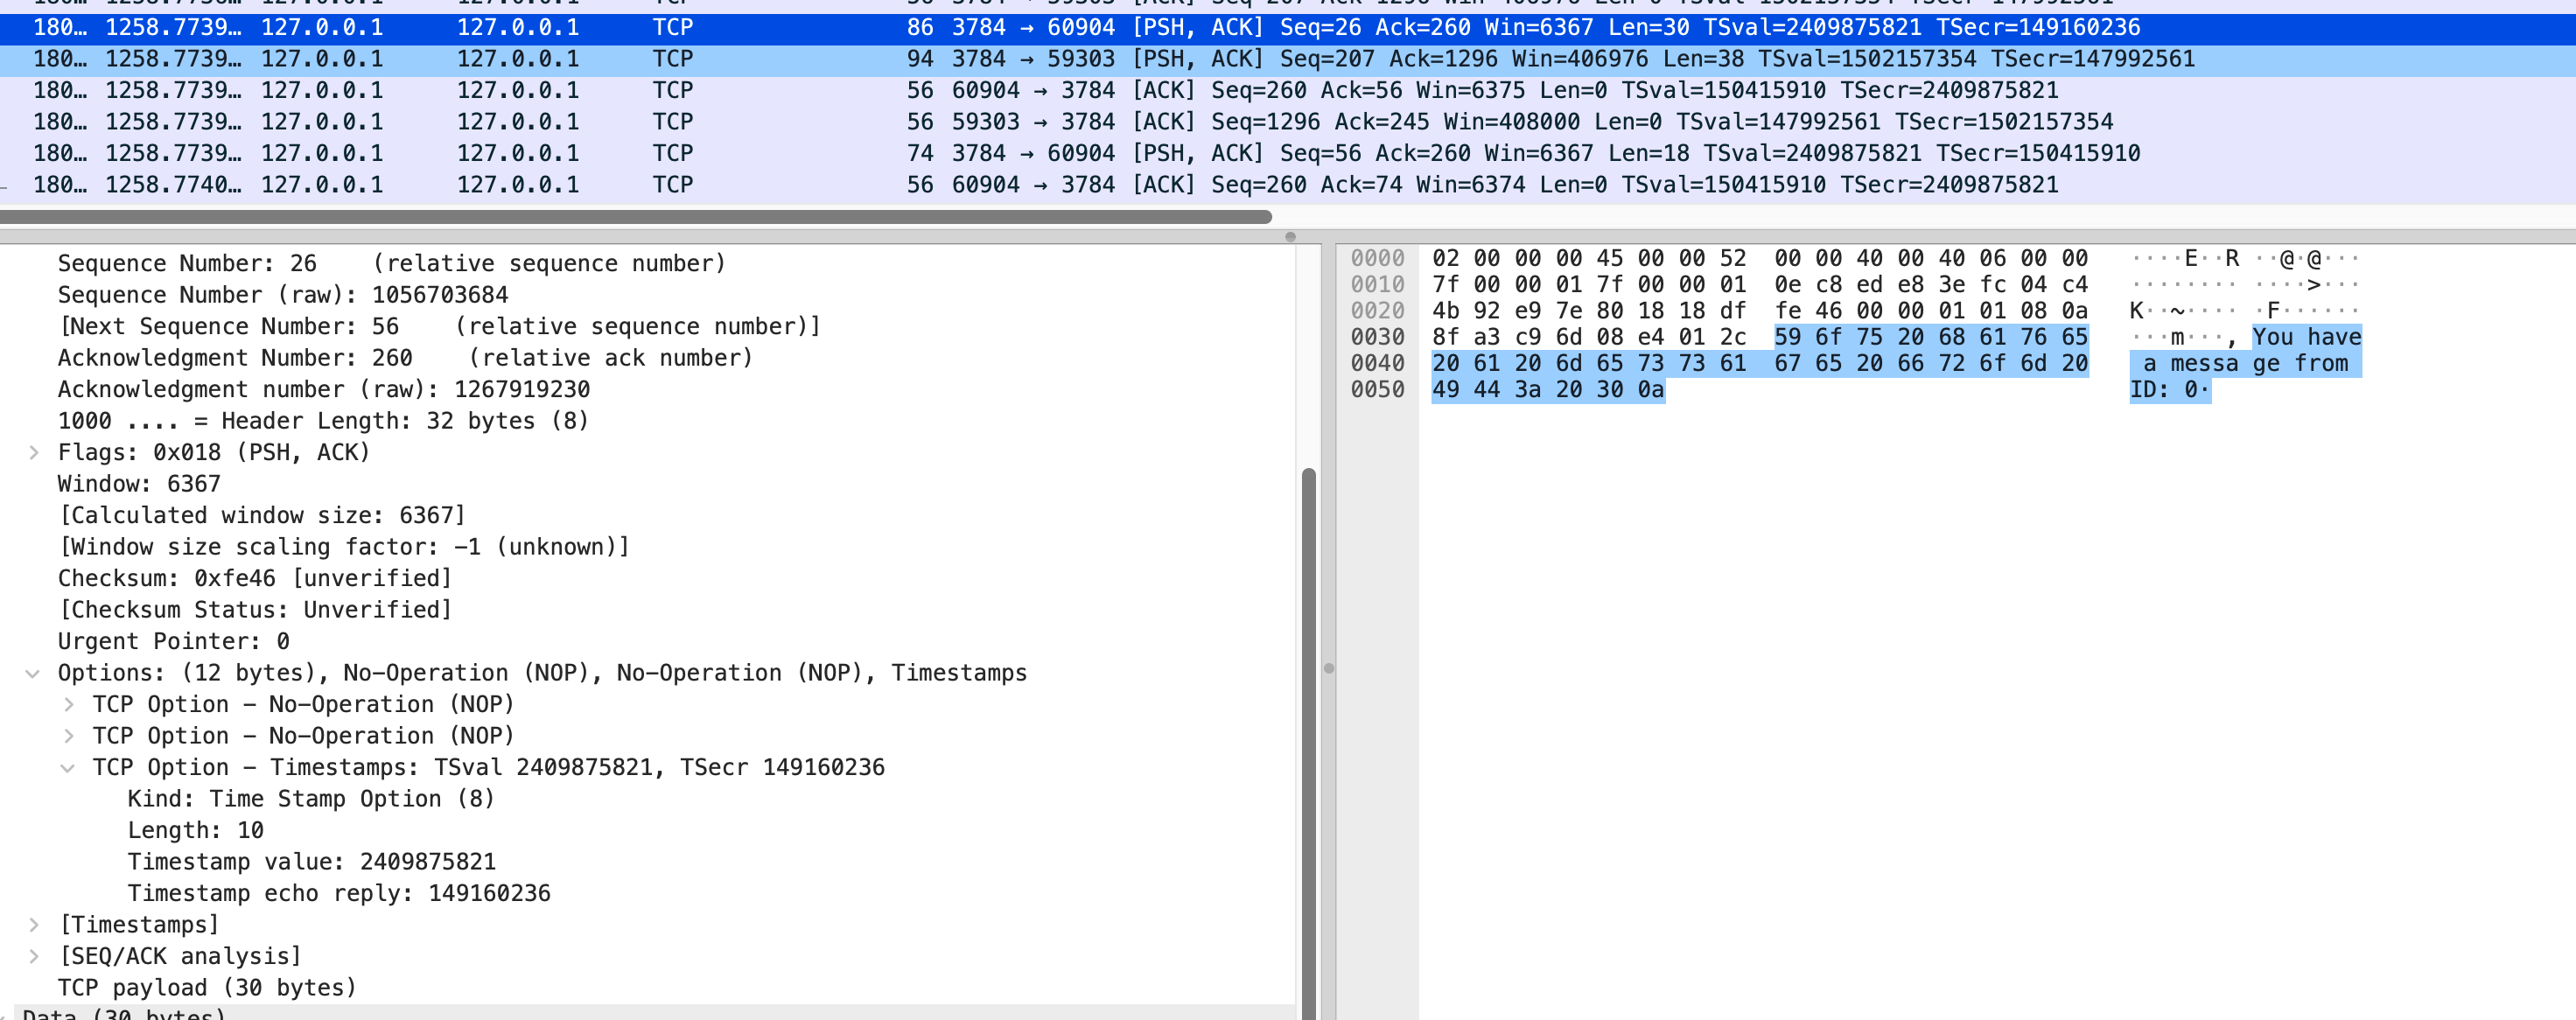 180… 1258.7739… 127.0.0.1 127.0.0.1 TCP 86 3784 → 60904 [PSH, ACK] Seq=26 Ack=260 Win=6367 Len=30 TSval=2409875821 TSecr=149160236
180… 1258.7739… 127.0.0.1 127.0.0.1 TCP 94 3784 → 59303 [PSH, ACK] Seq=207 Ack=1296 Win=406976 Len=38 TSval=1502157354 TSecr=147992561
180… 1258.7739… 127.0.0.1 127.0.0.1 TCP 56 60904 → 3784 [ACK] Seq=260 Ack=56 Win=6375 Len=0 TSval=150415910 TSecr=2409875821
180… 1258.7739… 127.0.0.1 127.0.0.1 TCP 56 59303 → 3784 [ACK] Seq=1296 Ack=245 Win=408000 Len=0 TSval=147992561 TSecr=1502157354
180… 1258.7739… 127.0.0.1 127.0.0.1 TCP 74 3784 → 60904 [PSH, ACK] Seq=56 Ack=260 Win=6367 Len=18 TSval=2409875821 TSecr=150415910
180… 1258.7740… 127.0.0.1 127.0.0.1 TCP 56 60904 → 3784 [ACK] Seq=260 Ack=74 Win=6374 Len=0 TSval=150415910 TSecr=2409875821
Sequence Number: 26 (relative sequence number)
Sequence Number (raw): 1056703684
[Next Sequence Number: 56 (relative sequence number)]
Acknowledgment Number: 260 (relative ack number)
Acknowledgment number (raw): 1267919230
1000 .... = Header Length: 32 bytes (8)
Flags: 0x018 (PSH, ACK)
Window: 6367
[Calculated window size: 6367]
[Window size scaling factor: -1 (unknown)]
Checksum: 0xfe46 [unverified]
[Checksum Status: Unverified]
Urgent Pointer: 0
Options: (12 bytes), No-Operation (NOP), No-Operation (NOP), Timestamps
TCP Option - No-Operation (NOP)
TCP Option - No-Operation (NOP)
TCP Option - Timestamps: TSval 2409875821, TSecr 149160236
Kind: Time Stamp Option (8)
Length: 10
Timestamp value: 2409875821
Timestamp echo reply: 149160236
[Timestamps]
[SEQ/ACK analysis]
TCP payload (30 bytes)
Data (30 bytes)
0000 02 00 00 00 45 00 00 52 00 00 40 00 40 06 00 00 ····E··R ··@·@···
0010 7f 00 00 01 7f 00 00 01 0e c8 ed e8 3e fc 04 c4 ········ ····>···
0020 4b 92 e9 7e 80 18 18 df fe 46 00 00 01 01 08 0a K··~···· ·F······
0030 8f a3 c9 6d 08 e4 01 2c 59 6f 75 20 68 61 76 65 ···m···, You have
0040 20 61 20 6d 65 73 73 61 67 65 20 66 72 6f 6d 20 a messa ge from
0050 49 44 3a 20 30 0a ID: 0·